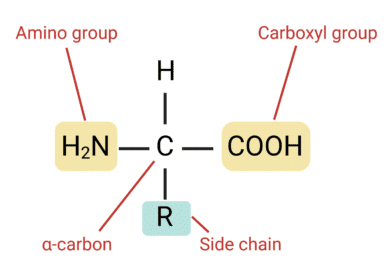 Amino group
Carboxyl group
H
H₂N
C
COOH
R
α-carbon
Side chain